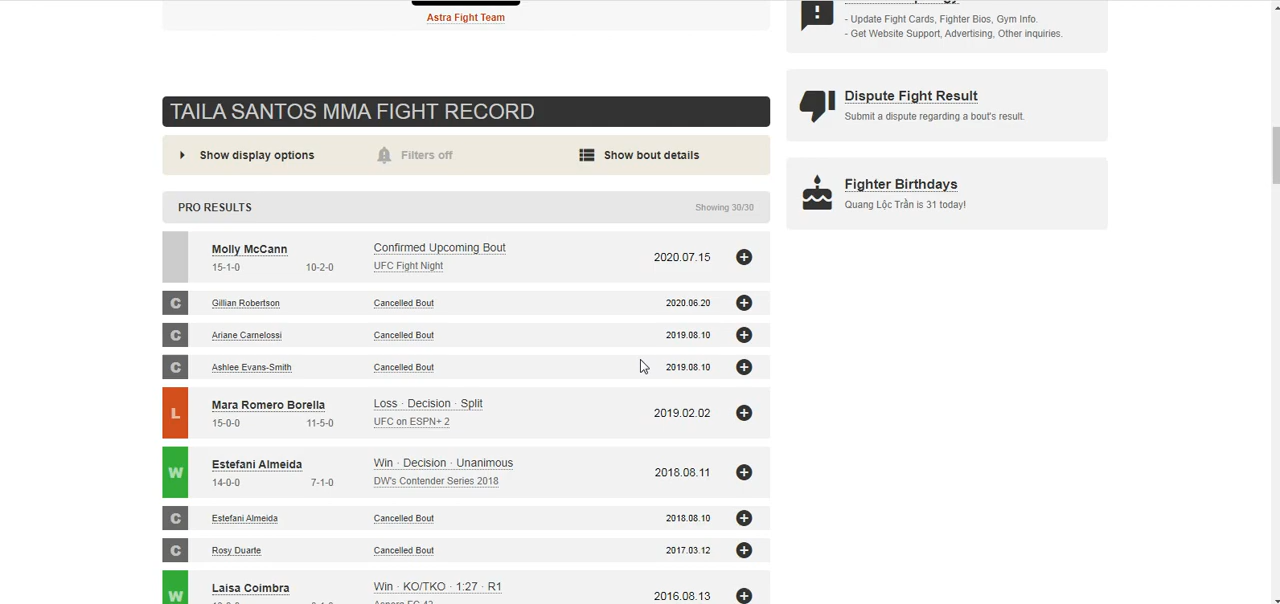 Astra Fight Team
- Update Fight Cards, Fighter Bios, Gym Info.
- Get Website Support, Advertising, Other inquiries.
TAILA SANTOS MMA FIGHT RECORD
Dispute Fight Result
Submit a dispute regarding a bout's result.
Show display options Filters off Show bout details
Fighter Birthdays
Quang Lộc Trần is 31 today!
PRO RESULTS Showing 30/30
Molly McCann Confirmed Upcoming Bout 2020.07.15
15-1-0 10-2-0 UFC Fight Night
C Gillian Robertson Cancelled Bout 2020.06.20
C Ariane Carnelossi Cancelled Bout 2019.08.10
C Ashlee Evans-Smith Cancelled Bout 2019.08.10
L Mara Romero Borella Loss · Decision · Split 2019.02.02
15-0-0 11-5-0 UFC on ESPN+ 2
W Estefani Almeida Win · Decision · Unanimous 2018.08.11
14-0-0 7-1-0 DW's Contender Series 2018
C Estefani Almeida Cancelled Bout 2018.08.10
C Rosy Duarte Cancelled Bout 2017.03.12
W Laisa Coimbra Win · KO/TKO · 1:27 · R1 2016.08.13